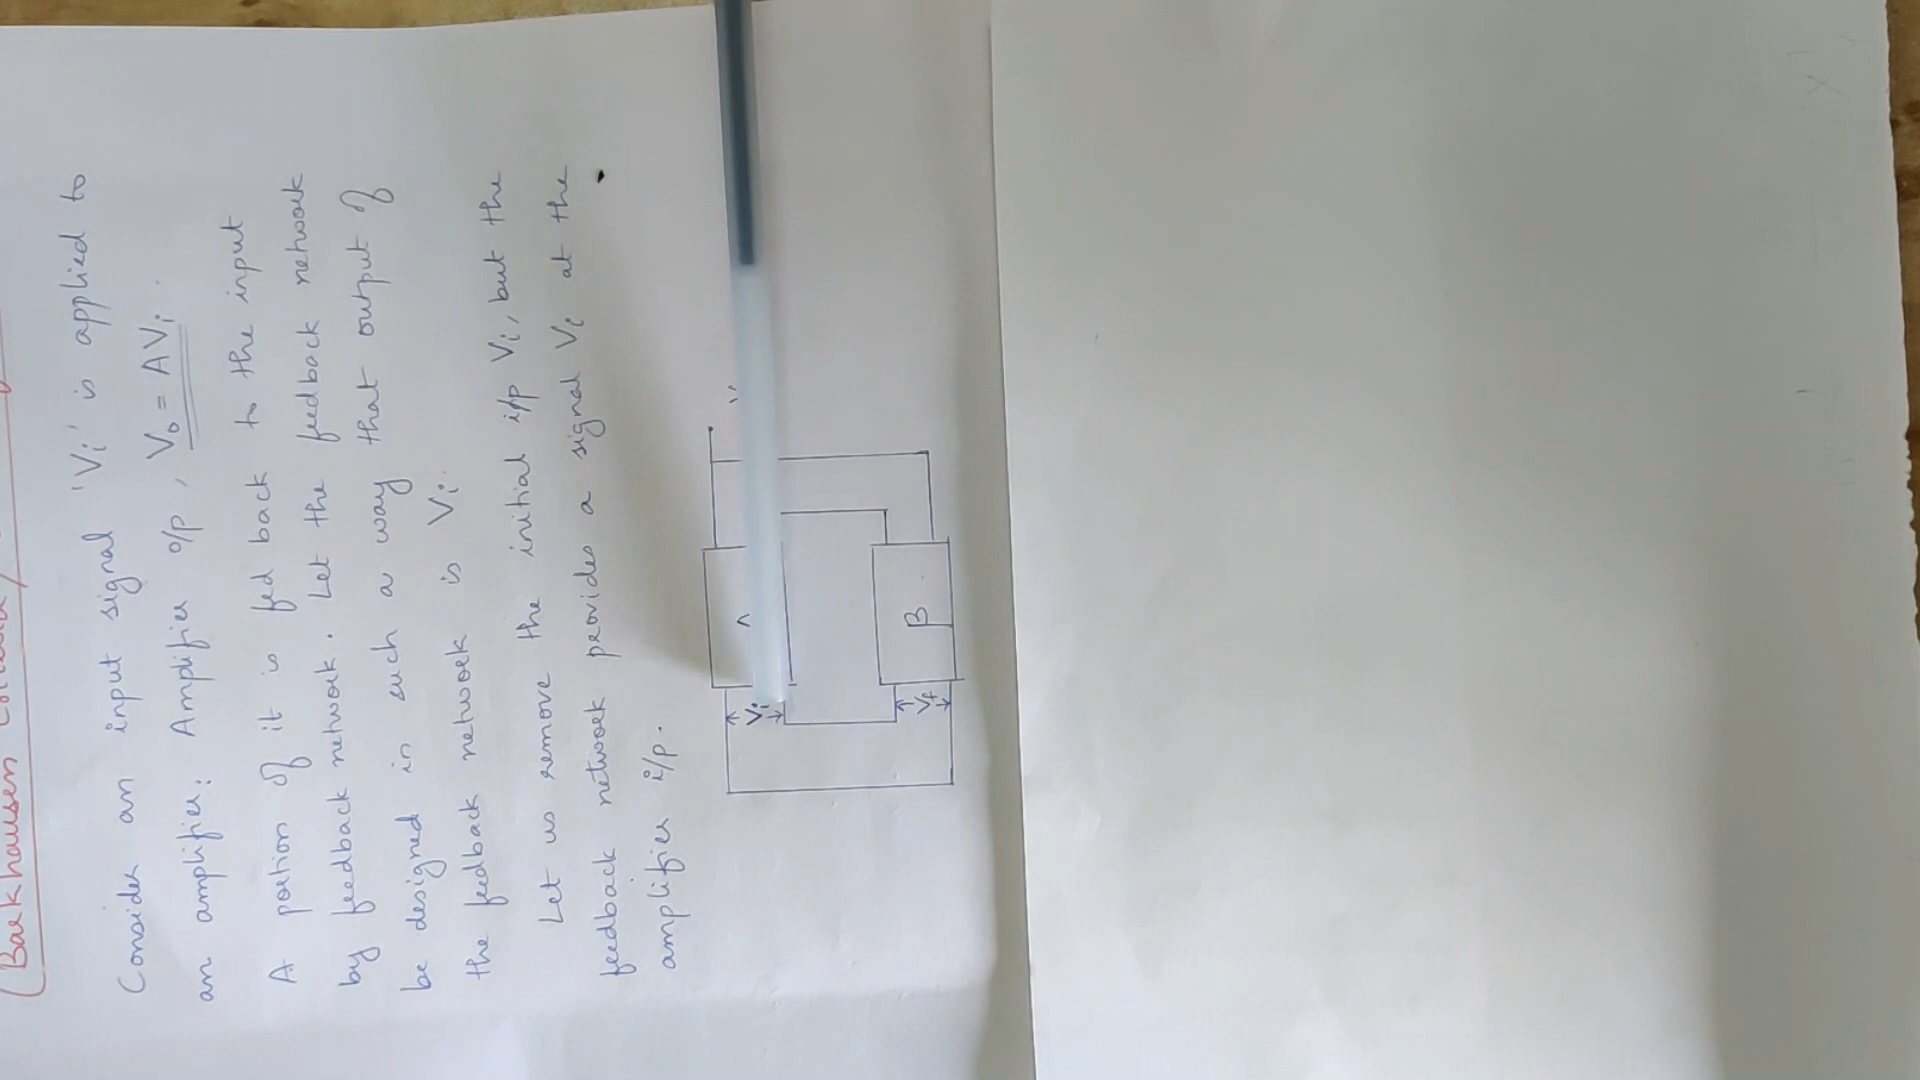 Barkhausen
Consider an input signal 'Vi' is applied to
an amplifier: Amplifier o/p, Vo = AVi.
A portion of it is fed back to the input
by feedback network. Let the feedback network
be designed in such a way that output of
the feedback network is Vi.
Let us remove the initial i/p Vi, but the
feedback network provides a signal Vi at the
amplifier i/p.
Vi
Vf
β